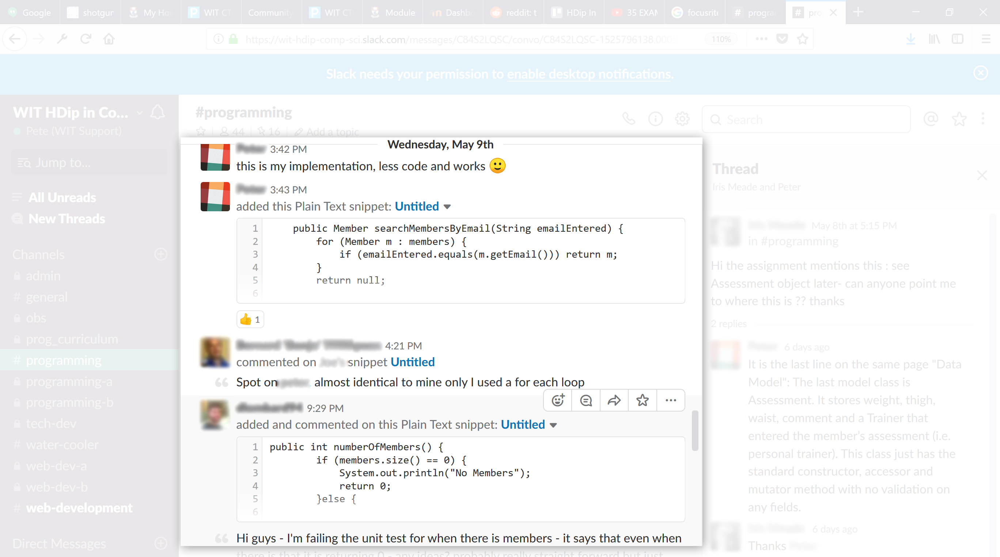 Google
shotgur
My Hom
WIT CT
Community
WIT CT
Module
Dashbo
reddit: t
HDip In
35 EXAM
focusrite
progra
pro
https://wit-hdip-comp-sci.slack.com/messages/C84S2LQSC/convo/C84S2LQSC-1525796138.0005
110%
Slack needs your permission to enable desktop notifications.
WIT HDip in Co...
Pete (WIT Support)
Jump to...
All Unreads
New Threads
Channels
admin
# general
obs
prog_curriculum
# programming
programming-a
programming-b
tech-dev
# water-cooler
web-dev-a
web-dev-b
# web-development
Direct Messages
#programming
44
16
Add a topic
Search
Wednesday, May 9th
3:42 PM
this is my implementation, less code and works
3:43 PM
added this Plain Text snippet: Untitled
1 public Member searchMembersByEmail(String emailEntered) {
2 for (Member m : members) {
3 if (emailEntered.equals(m.getEmail())) return m;
4 }
5 return null;
6
1
4:21 PM
commented on snippet Untitled
Spot on almost identical to mine only I used a for each loop
9:29 PM
added and commented on this Plain Text snippet: Untitled
1 public int numberOfMembers() {
2 if (members.size() == 0) {
3 System.out.println("No Members");
4 return 0;
5 }else {
6
Hi guys - I'm failing the unit test for when there is members - it says that even when
there is that it is returning 0 - any ideas? probably really straight forward but just
Thread
Iris Meade and Peter
May 8th at 5:15 PM
in #programming
Hi the assignment mentions this : see
Assessment object later- can anyone point me
to where this is ?? thanks
2 replies
6 days ago
It is the last line on the same page "Data
Model": The last model class is
Assessment. It stores weight, thigh,
waist, comment and a Trainer that
entered the member's assessment (i.e.
personal trainer). This class just has the
standard constructor, accessor and
mutator method with no validation on
any fields.
6 days ago
Thanks